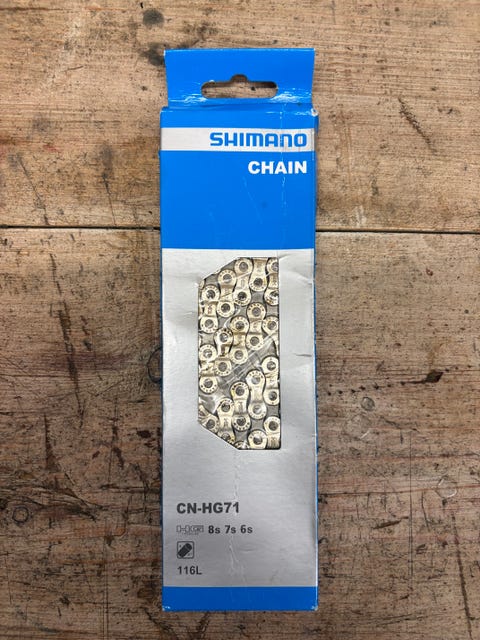 SHIMANO
CHAIN
CN-HG71
HG 8s 7s 6s
116L